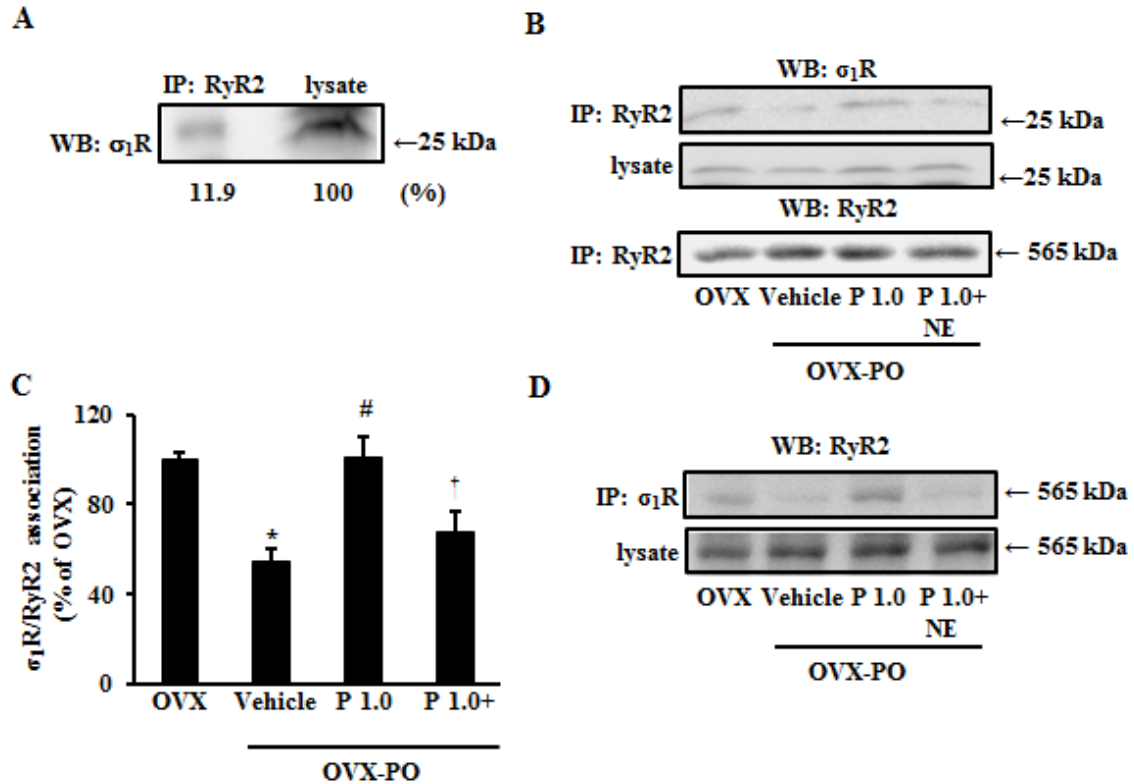 A
IP: RyR2 lysate
WB: σ₁R
←25 kDa
11.9 100 (%)
B
WB: σ₁R
IP: RyR2
←25 kDa
lysate
←25 kDa
WB: RyR2
IP: RyR2
← 565 kDa
OVX Vehicle P 1.0 P 1.0+
NE
OVX-PO
C
σ₁R/RyR2 association
(% of OVX)
120
80
40
0
*
#
†
OVX Vehicle P 1.0 P 1.0+
OVX-PO
D
WB: RyR2
IP: σ₁R
← 565 kDa
lysate
← 565 kDa
OVX Vehicle P 1.0 P 1.0+
NE
OVX-PO